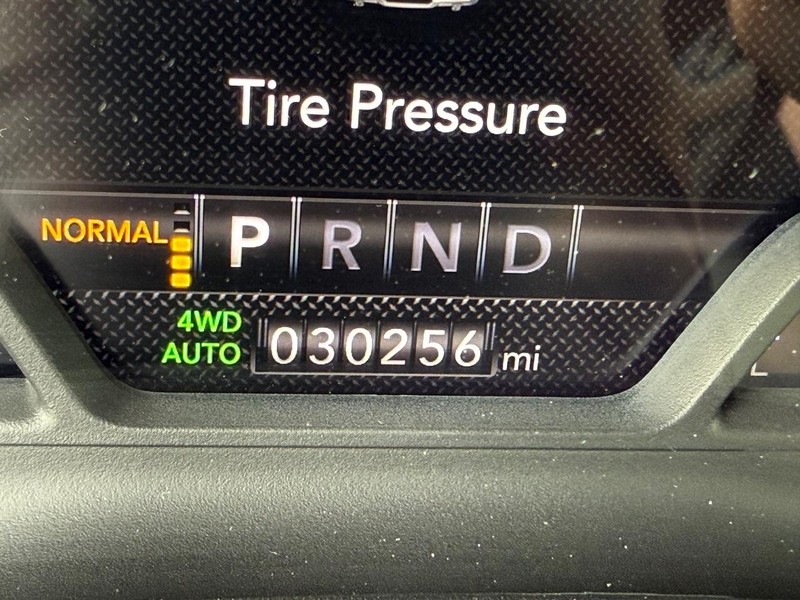 Tire Pressure
NORMAL P R N D
4WD
AUTO 030256 mi